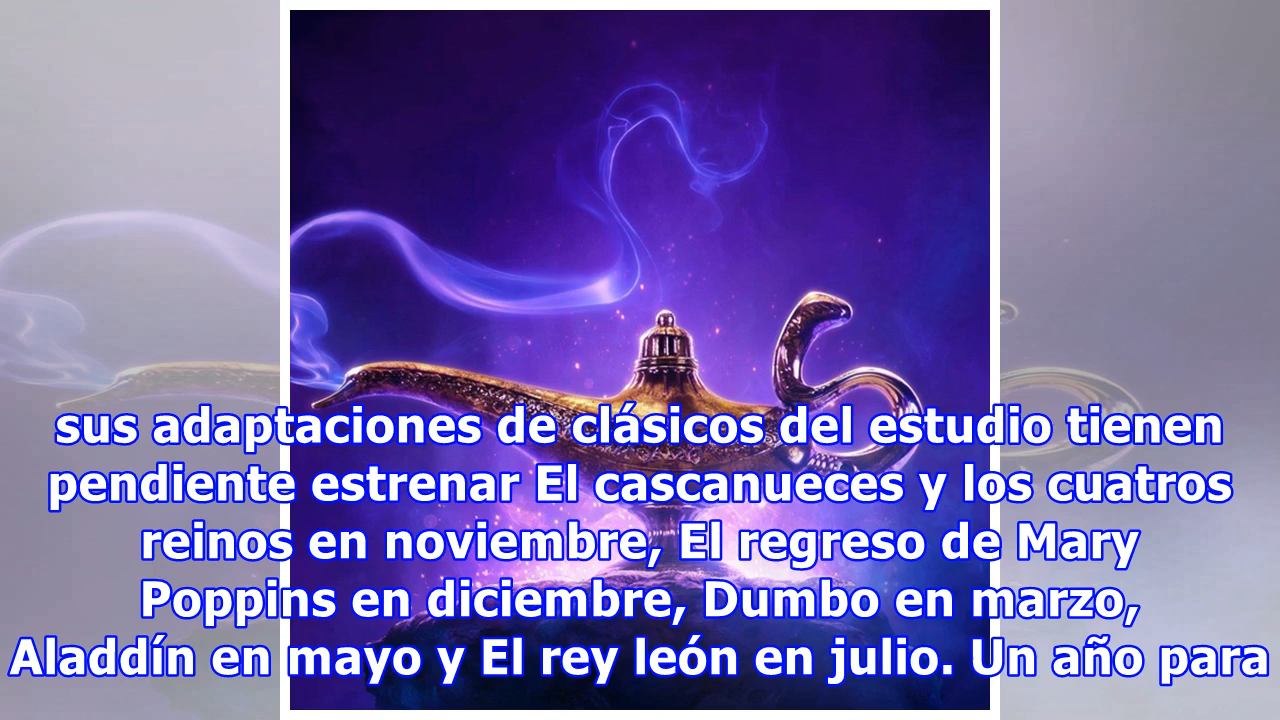 sus adaptaciones de clásicos del estudio tienen
pendiente estrenar El cascanueces y los cuatros
reinos en noviembre, El regreso de Mary
Poppins en diciembre, Dumbo en marzo,
Aladdín en mayo y El rey león en julio. Un año para